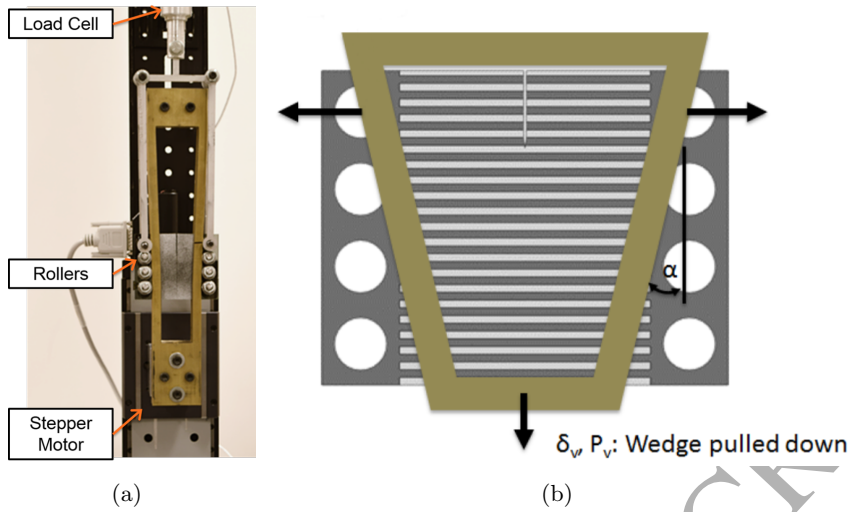 Load Cell
Rollers
Stepper
Motor
α
δv, Pv: Wedge pulled down
(a)
(b)